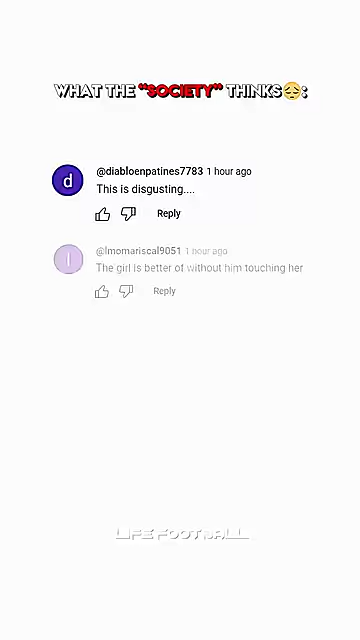 WHAT THE "SOCIETY" THINKS😔:
@diabloenpatines7783 1 hour ago
d
This is disgusting....
Reply
@lmomariscal9051 1 hour ago
l
The girl is better of without him touching her
Reply
LIFE FOOTBALL